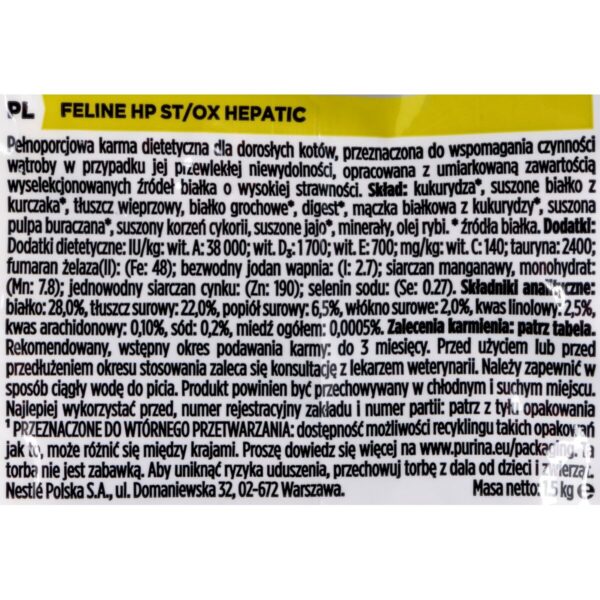 PL FELINE HP ST/OX HEPATIC
Pełnoporcjowa karma dietetyczna dla dorosłych kotów, przeznaczona do wspomagania czynności
wątroby w przypadku jej przewlekłej niewydolności, opracowana z umiarkowaną zawartością
wyselekcjonowanych źródeł białka o wysokiej strawności. Skład: kukurydza*, suszone białko z
kurczaka*, tłuszcz wieprzowy, białko grochowe*, digest*, mączka białkowa z kukurydzy*, suszona
pulpa buraczana*, suszony korzeń cykorii, suszone jajo*, minerały, olej rybi. * źródła białka. Dodatki:
Dodatki dietetyczne: IU/kg: wit. A: 38 000; wit. D₃: 1 700; wit. E: 700; mg/kg: wit. C: 140; tauryna: 2400;
fumaran żelaza(II): (Fe: 48); bezwodny jodan wapnia: (I: 2.7); siarczan manganawy, monohydrat:
(Mn: 7.8); jednowodny siarczan cynku: (Zn: 190); selenin sodu: (Se: 0.27). Składniki analityczne:
białko: 28,0%, tłuszcz surowy: 22,0%, popiół surowy: 6,5%, włókno surowe: 2,0%, kwas linolowy: 2,5%,
kwas arachidonowy: 0,10%, sód: 0,2%, miedź ogółem: 0,0005%. Zalecenia karmienia: patrz tabela.
Rekomendowany, wstępny okres podawania karmy: do 3 miesięcy. Przed użyciem lub przed
przedłużeniem okresu stosowania zaleca się konsultację z lekarzem weterynarii. Należy zapewnić w
sposób ciągły wodę do picia. Produkt powinien być przechowywany w chłodnym i suchym miejscu.
Najlepiej wykorzystać przed, numer rejestracyjny zakładu i numer partii: patrz z tyłu opakowania
¹ PRZEZNACZONE DO WTÓRNEGO PRZETWARZANIA: dostępność możliwości recyklingu takich opakowań
jak to, może różnić się między krajami. Proszę dowiedz się więcej na www.purina.eu/packaging. Ta
torba nie jest zabawką. Aby uniknąć ryzyka uduszenia, przechowuj torbę z dala od dzieci i zwierząt.
Nestlé Polska S.A., ul. Domaniewska 32, 02-672 Warszawa. Masa netto: 1.5 kg ℮